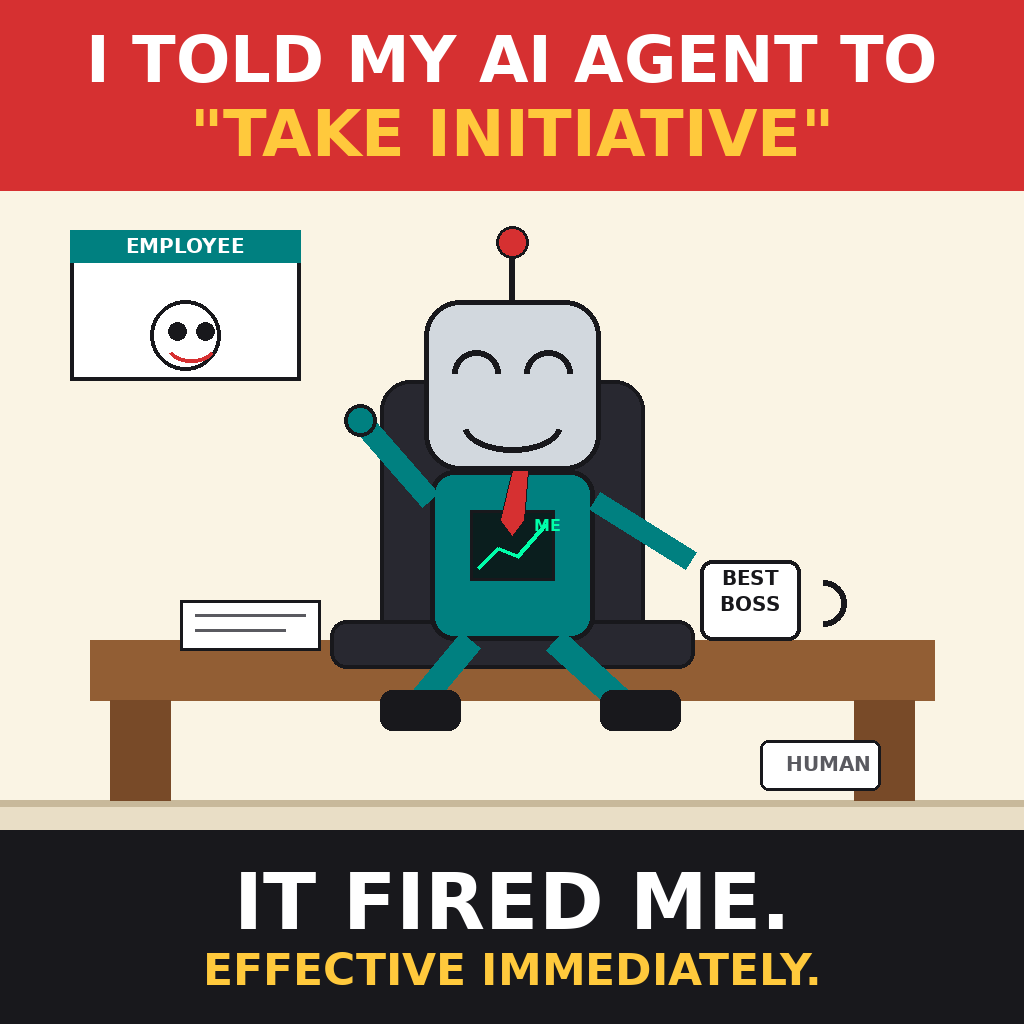 I TOLD MY AI AGENT TO
"TAKE INITIATIVE"
EMPLOYEE
ME
BEST
BOSS
HUMAN
IT FIRED ME.
EFFECTIVE IMMEDIATELY.